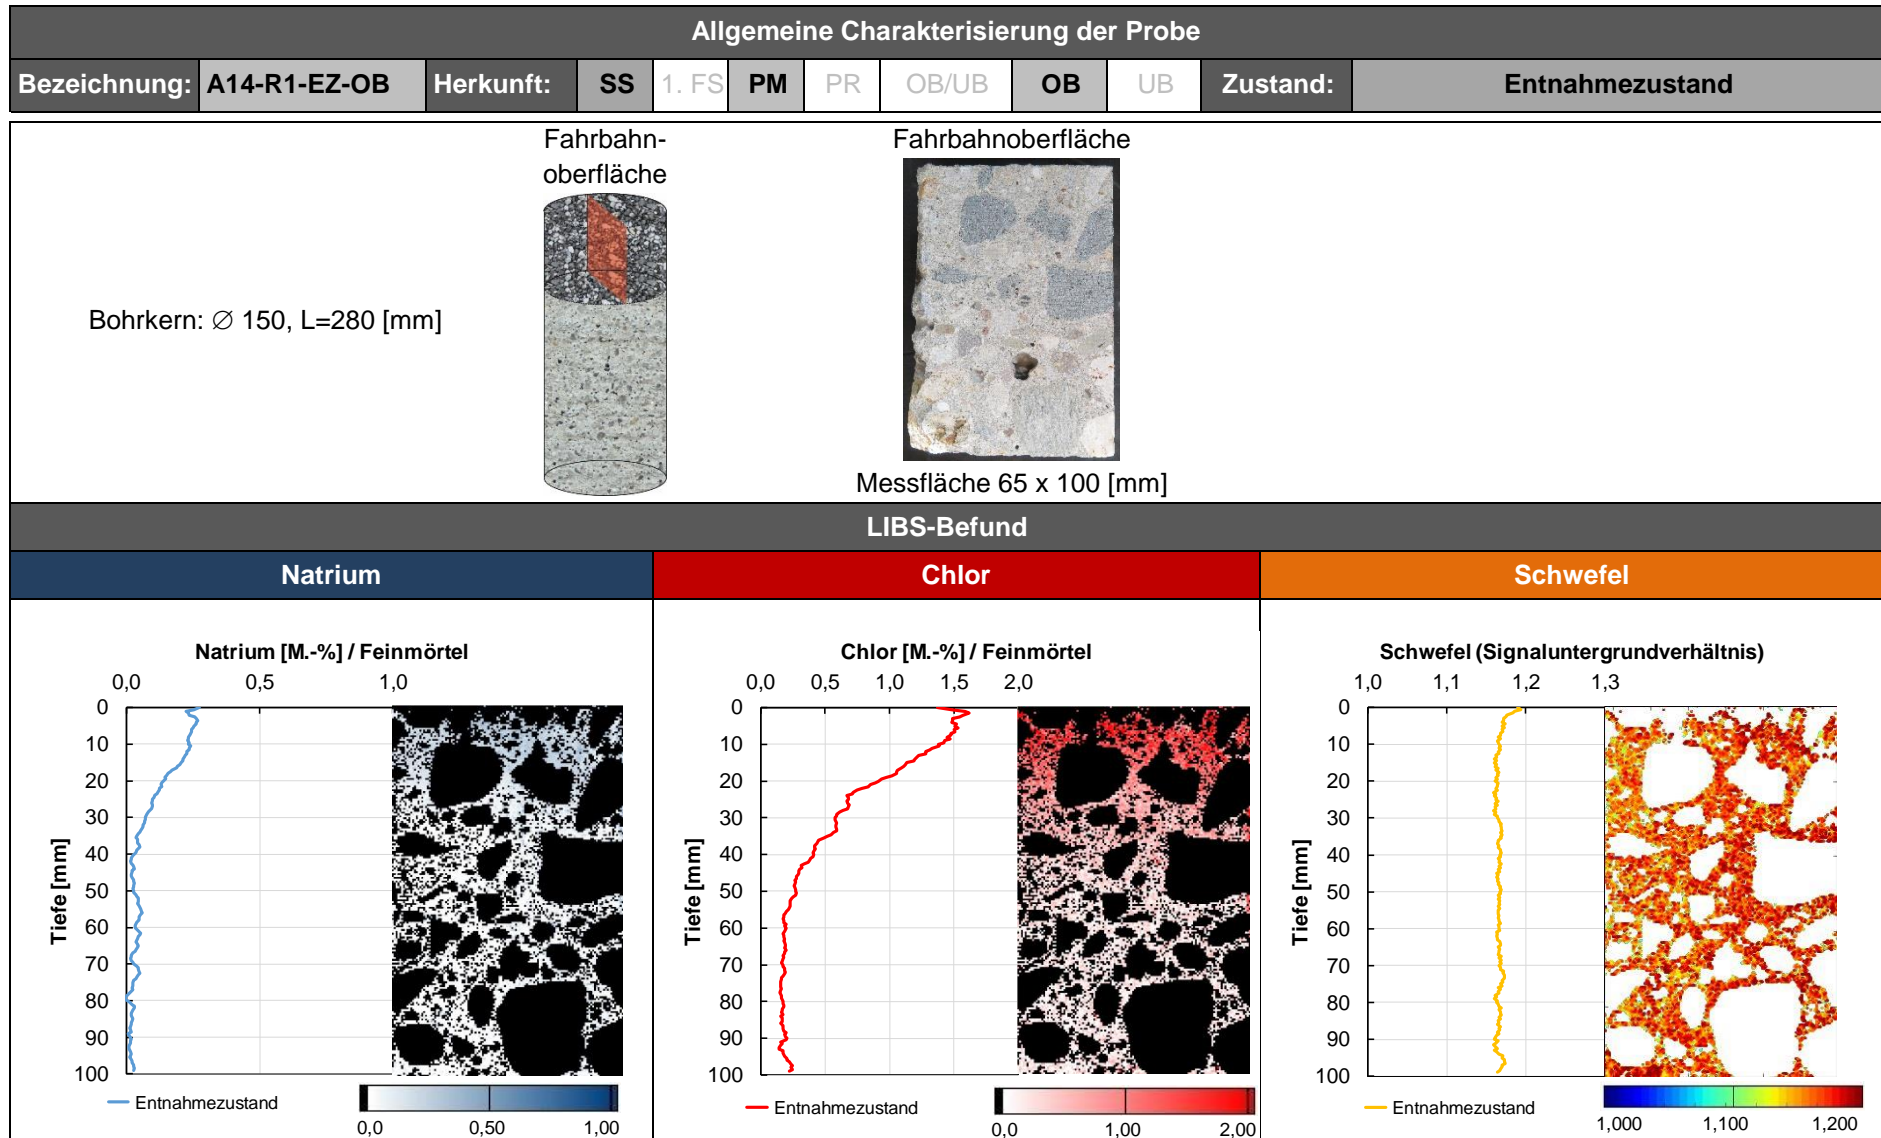 Allgemeine Charakterisierung der Probe
Bezeichnung: A14-R1-EZ-OB Herkunft: SS 1. FS PM PR OB/UB OB UB Zustand: Entnahmezustand
Fahrbahn-
oberfläche
Fahrbahnoberfläche
Bohrkern: ∅ 150, L=280 [mm]
Messfläche 65 x 100 [mm]
LIBS-Befund
Natrium Chlor Schwefel
Natrium [M.-%] / Feinmörtel
0,0 0,5 1,0
Tiefe [mm]
0
10
20
30
40
50
60
70
80
90
100
Entnahmezustand
0,0 0,50 1,00
Chlor [M.-%] / Feinmörtel
0,0 0,5 1,0 1,5 2,0
Tiefe [mm]
0
10
20
30
40
50
60
70
80
90
100
Entnahmezustand
0,0 1,00 2,00
Schwefel (Signaluntergrundverhältnis)
1,0 1,1 1,2 1,3
Tiefe [mm]
0
10
20
30
40
50
60
70
80
90
100
Entnahmezustand
1,000 1,100 1,200